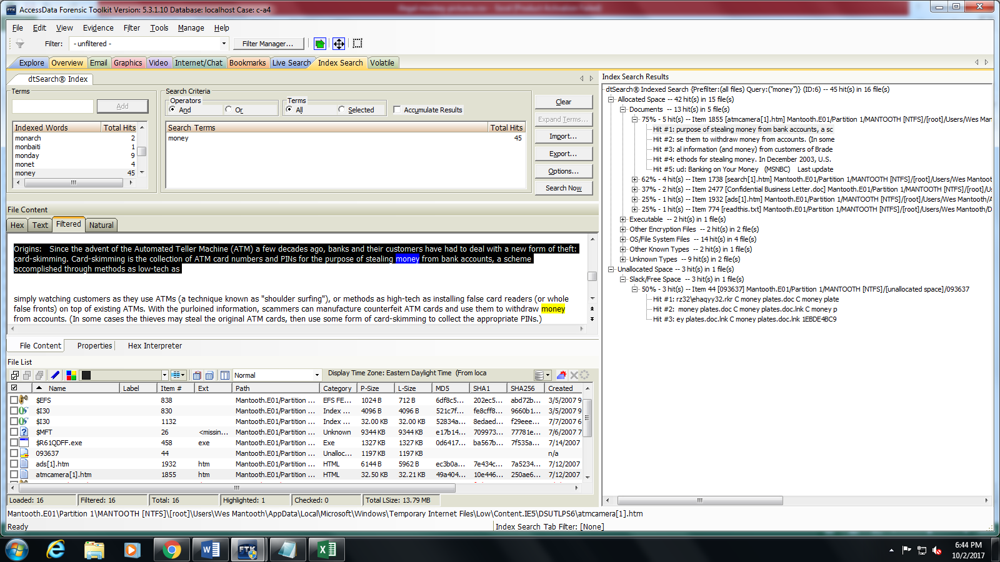 AccessData Forensic Toolkit Version: 5.3.1.10 Database: localhost Case: c-a4
File Edit View Evidence Filter Tools Manage Help
Filter: - unfiltered - Filter Manager...
Explore Overview Email Graphics Video Internet/Chat Bookmarks Live Search Index Search Volatile
dtSearch® Index
Terms
Add
Indexed Words Total Hits
monarch 2
monbaiti 1
monday 9
monet 4
money 45
Search Criteria
Operators
And Or
Terms
All Selected
Accumulate Results
Search Terms Total Hits
money 45
Clear
Expand Terms...
Import...
Export...
Options...
Search Now
File Content
Hex Text Filtered Natural
Origins: Since the advent of the Automated Teller Machine (ATM) a few decades ago, banks and their customers have had to deal with a new form of theft:
card-skimming. Card-skimming is the collection of ATM card numbers and PINs for the purpose of stealing money from bank accounts, a scheme
accomplished through methods as low-tech as
simply watching customers as they use ATMs (a technique known as "shoulder surfing"), or methods as high-tech as installing false card readers (or whole
false fronts) on top of existing ATMs. With the purloined information, scammers can manufacture counterfeit ATM cards and use them to withdraw money
from accounts. (In some cases the thieves may steal the original ATM cards, then use some form of card-skimming to collect the appropriate PINs.)
File Content Properties Hex Interpreter
File List
Normal Display Time Zone: Eastern Daylight Time (From loca
Name Label Item # Ext Path Category P-Size L-Size MD5 SHA1 SHA256 Created
$EFS 838 Mantooth.E01/Partition ... EFS FE... 1024 B 712 B 6df8c5... 202ec5... abd72b... 3/5/2007 9
$I30 830 Mantooth.E01/Partition ... Index ... 4096 B 4096 B 521c7f... fe8cff8... 9660b1... 3/5/2007 9
$I30 1132 Mantooth.E01/Partition ... Index ... 32.00 KB 32.00 KB 52834a... 8edaed... f29eee... 7/7/2007 6
$MFT 26 <missin... Mantooth.E01/Partition ... Unknown 9344 KB 9344 KB e17b14... 709973... 77781e... 7/6/2007 7
$R61QDFF.exe 458 exe Mantooth.E01/Partition ... Exe 1327 KB 1327 KB 0d6417... ba567b... 7f535a... 7/14/2007
093637 44 Mantooth.E01/Partition ... Unalloc... 1197 KB 1197 KB n/a
ads[1].htm 1932 htm Mantooth.E01/Partition ... HTML 6144 B 5962 B ec3b0a... 7e434c... 7a5234... 7/12/2007
atmcamera[1].htm 1855 htm Mantooth.E01/Partition ... HTML 32.50 KB 32.21 KB 49a404... 10e446... 250ae6... 7/12/2007
Loaded: 16 Filtered: 16 Total: 16 Highlighted: 1 Checked: 0 Total LSize: 13.79 MB
Index Search Results
dtSearch® Indexed Search {Prefilter:(all files) Query:("money")} (ID:6) -- 45 hit(s) in 16 file(s)
Allocated Space -- 42 hit(s) in 15 file(s)
Documents -- 13 hit(s) in 5 file(s)
75% - 5 hit(s) -- Item 1855 [atmcamera[1].htm] Mantooth.E01/Partition 1/MANTOOTH [NTFS]/[root]/Users/Wes Man
Hit #1: purpose of stealing money from bank accounts, a sc
Hit #2: se them to withdraw money from accounts. (In some
Hit #3: al information (and money) from customers of Brade
Hit #4: ethods for stealing money. In December 2003, U.S.
Hit #5: ud: Banking on Your Money (MSNBC) Last update
62% - 4 hit(s) -- Item 1738 [search[1].htm] Mantooth.E01/Partition 1/MANTOOTH [NTFS]/[root]/Users/Wes Mantoo
37% - 2 hit(s) -- Item 2477 [Confidential Business Letter.doc] Mantooth.E01/Partition 1/MANTOOTH [NTFS]/[root]/Us
25% - 1 hit(s) -- Item 1932 [ads[1].htm] Mantooth.E01/Partition 1/MANTOOTH [NTFS]/[root]/Users/Wes Mantooth/A
25% - 1 hit(s) -- Item 774 [readthis.txt] Mantooth.E01/Partition 1/MANTOOTH [NTFS]/[root]/Users/Wes Mantooth/D
Executable -- 2 hit(s) in 1 file(s)
Other Encryption Files -- 2 hit(s) in 2 file(s)
OS/File System Files -- 14 hit(s) in 4 file(s)
Other Known Types -- 2 hit(s) in 1 file(s)
Unknown Types -- 9 hit(s) in 2 file(s)
Unallocated Space -- 3 hit(s) in 1 file(s)
Slack/Free Space -- 3 hit(s) in 1 file(s)
50% - 3 hit(s) -- Item 44 [093637] Mantooth.E01/Partition 1/MANTOOTH [NTFS]/[unallocated space]/093637
Hit #1: rz32\ehaqyy32.rkr C money plates.doc C money plate
Hit #2: money plates.doc C money plates.doc.lnk C money p
Hit #3: ey plates.doc.lnk C money plates.doc.lnk 1EBDE4BC9
Mantooth.E01\Partition 1\MANTOOTH [NTFS]\[root]\Users\Wes Mantooth\AppData\Local\Microsoft\Windows\Temporary Internet Files\Low\Content.IE5\DSUTLPS6\atmcamera[1].htm
Ready Index Search Tab Filter: [None]
FTK
6:44 PM
10/2/2017